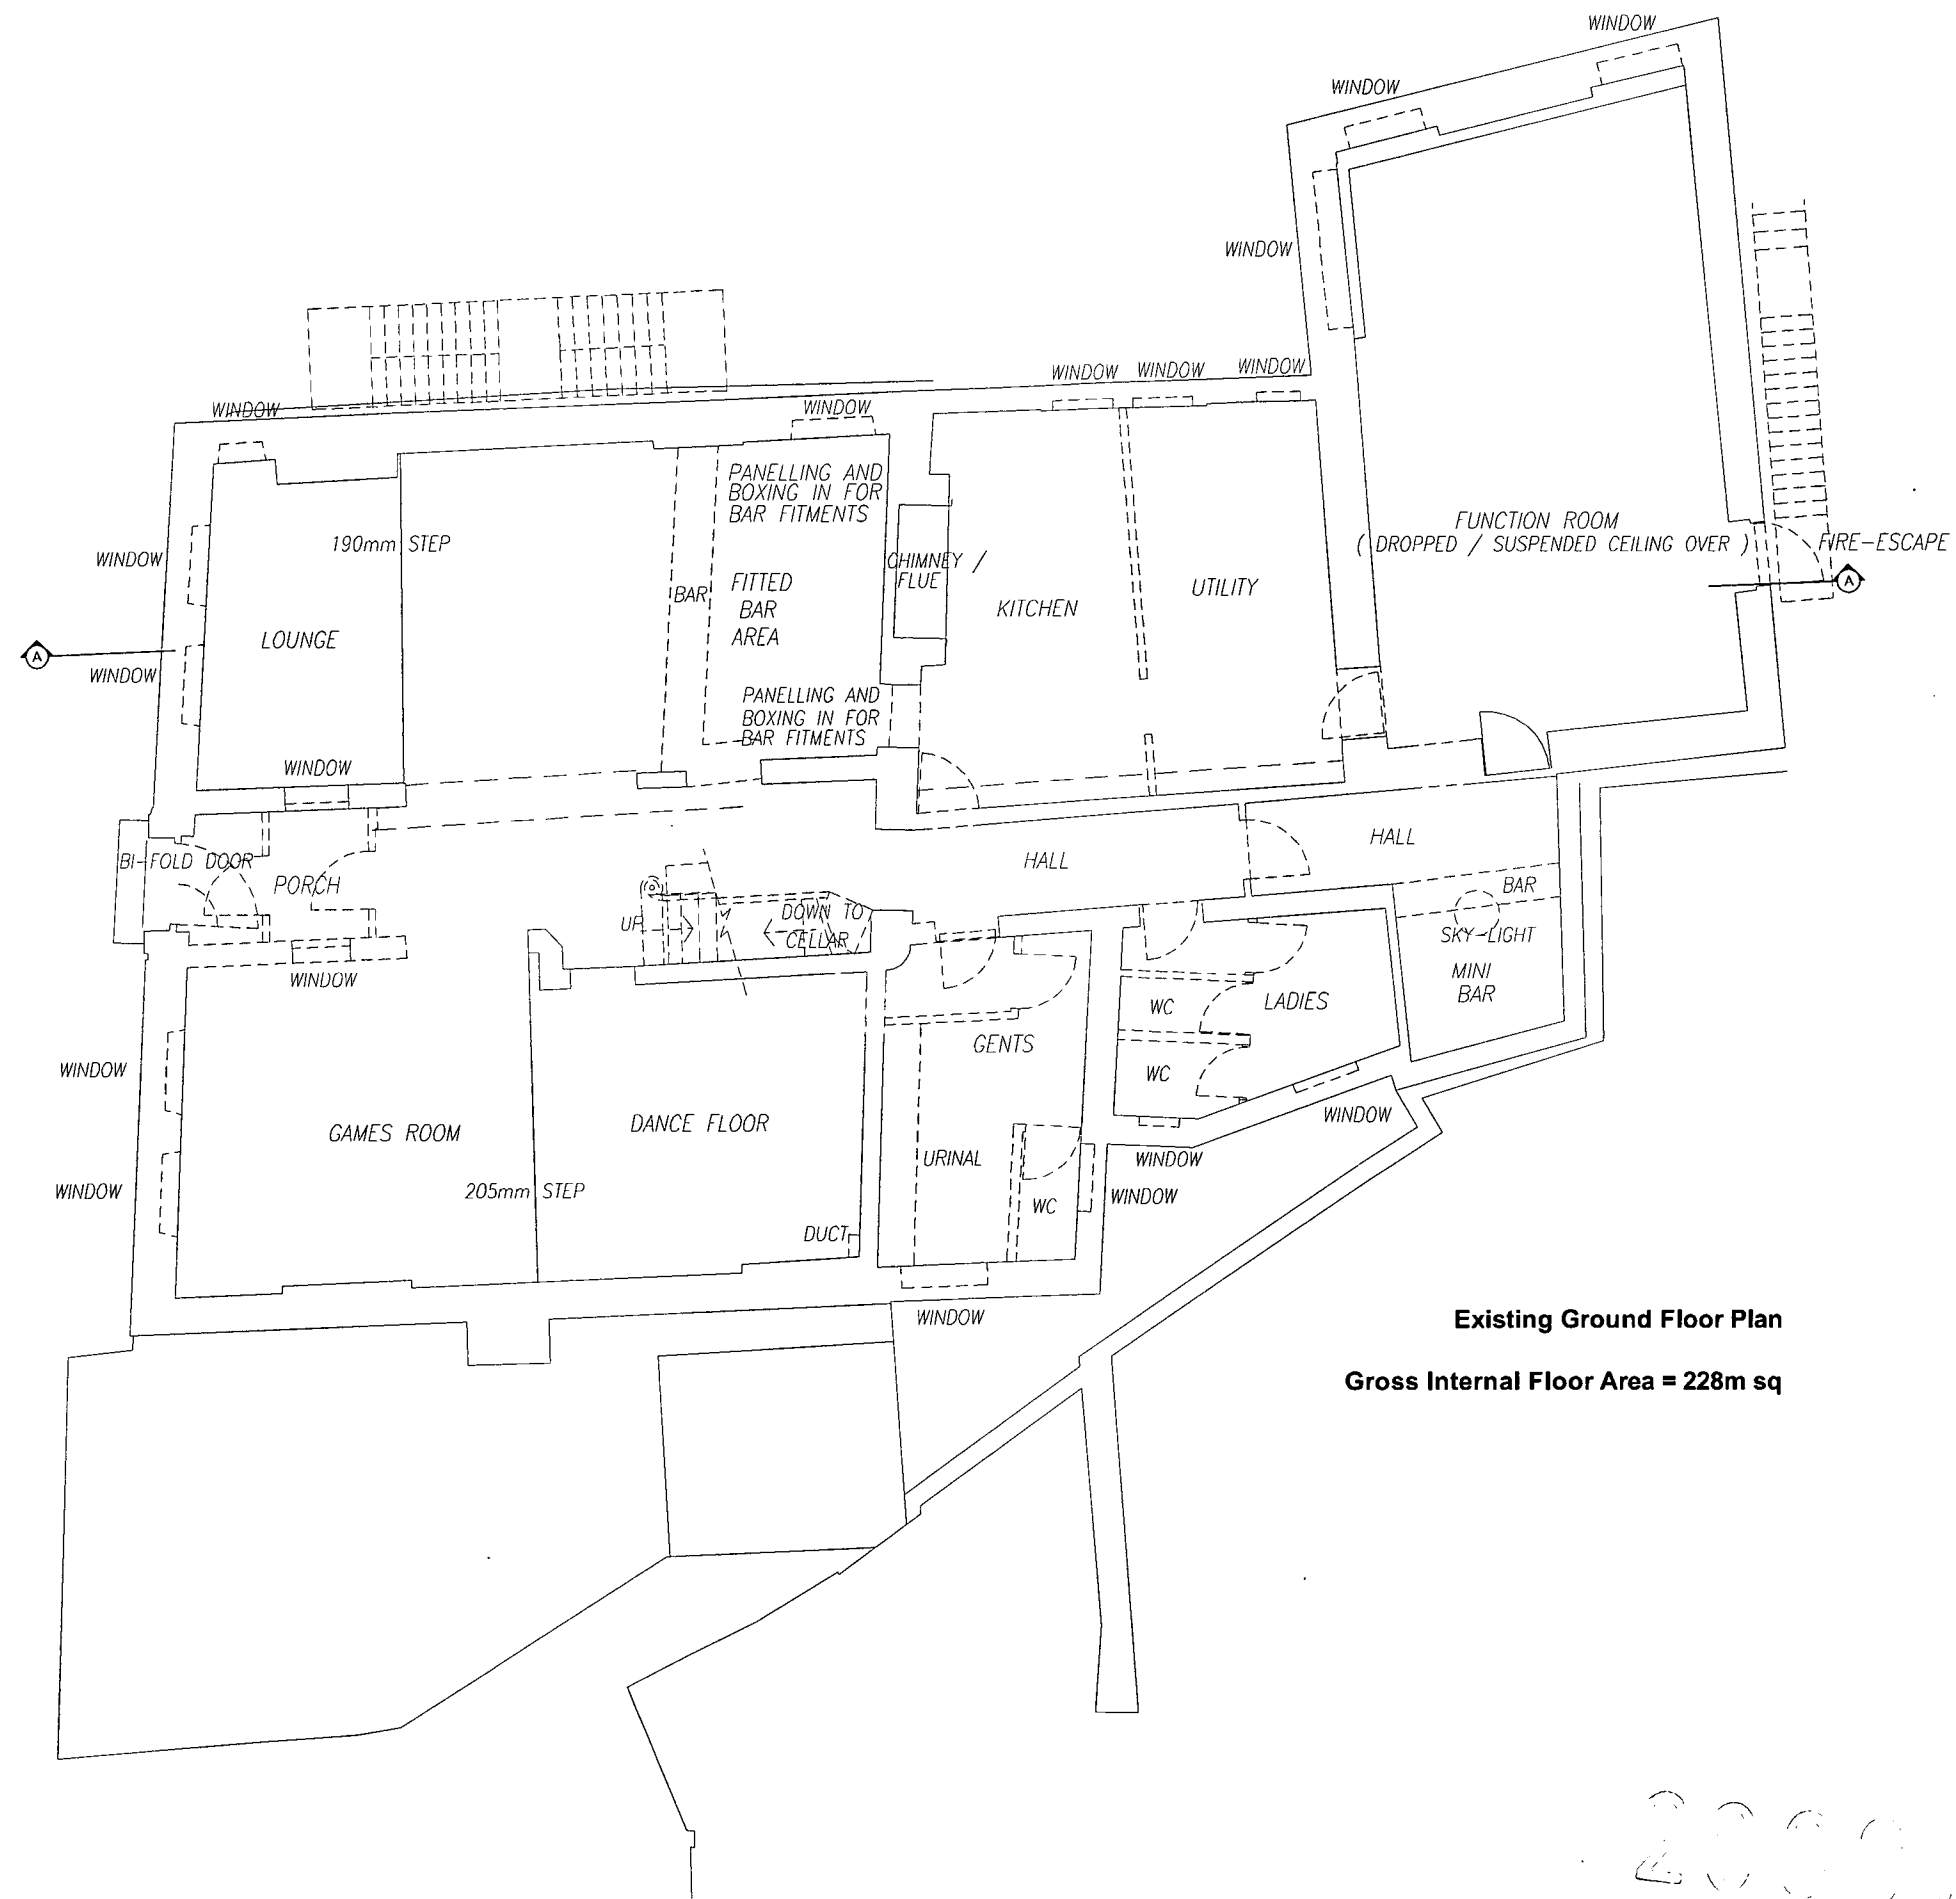 WINDOW
WINDOW
WINDOW
WINDOW
WINDOW
WINDOW
WINDOW
WINDOW
PANELLING AND
BOXING IN FOR
BAR FITMENTS
190mm STEP
FUNCTION ROOM
( DROPPED / SUSPENDED CEILING OVER )
FIRE-ESCAPE
WINDOW
CHIMNEY /
FLUE
A
BAR
FITTED
BAR
AREA
KITCHEN
UTILITY
LOUNGE
A
WINDOW
PANELLING AND
BOXING IN FOR
BAR FITMENTS
WINDOW
BI-FOLD DOOR
PORCH
HALL
HALL
BAR
UP
DOWN TO
CELLAR
SKY-LIGHT
MINI
BAR
WINDOW
WC
LADIES
GENTS
WINDOW
WC
WINDOW
GAMES ROOM
DANCE FLOOR
URINAL
WINDOW
WINDOW
205mm STEP
WC
WINDOW
DUCT
WINDOW
Existing Ground Floor Plan
Gross Internal Floor Area = 228m sq